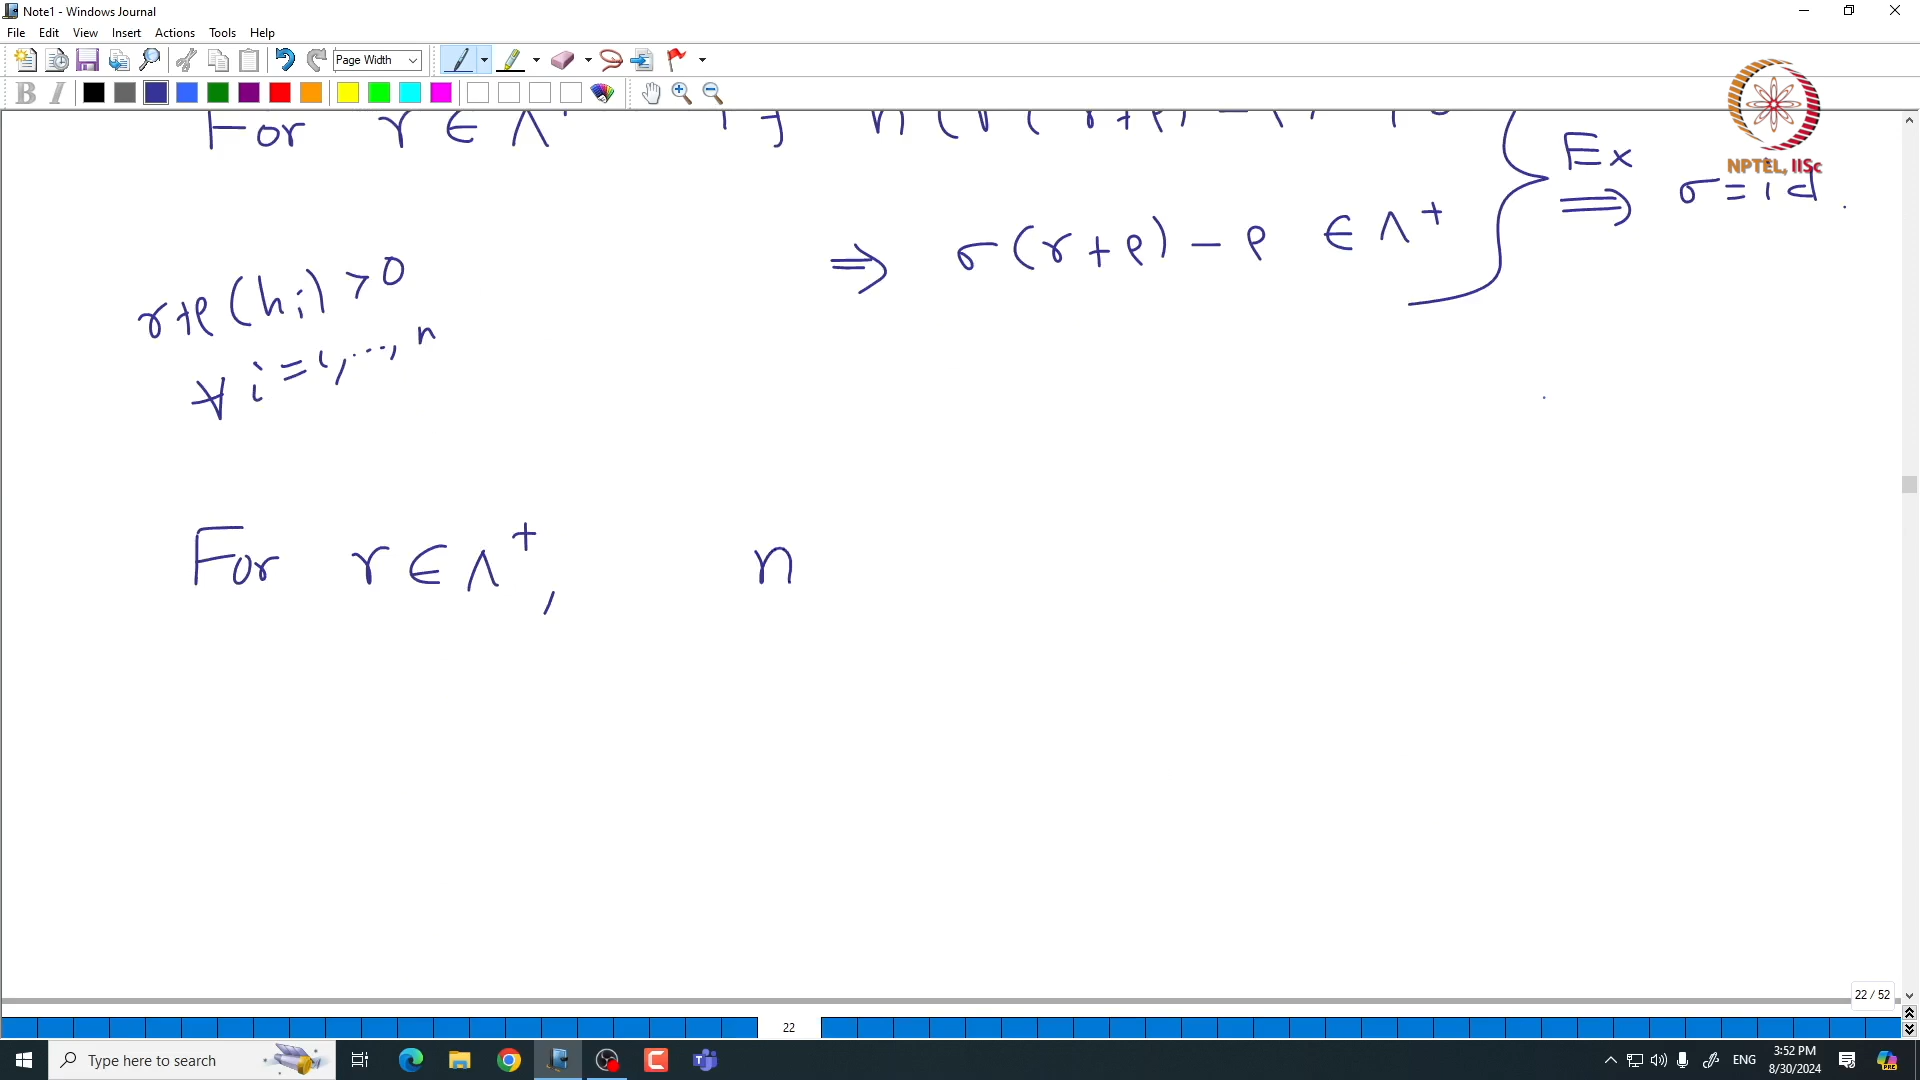 Note1 - Windows Journal
File Edit View Insert Actions Tools Help
Page Width
B I
NPTEL, IISc
For γ ∈ Λ⁺ if
Ex
⟹ σ = id.
⟹ σ(γ+ρ) - ρ ∈ Λ⁺
γ+ρ(hᵢ) > 0
∀ i = 1, ..., n
For γ ∈ Λ⁺, n
22 / 52
22
Type here to search
ENG
3:52 PM
8/30/2024